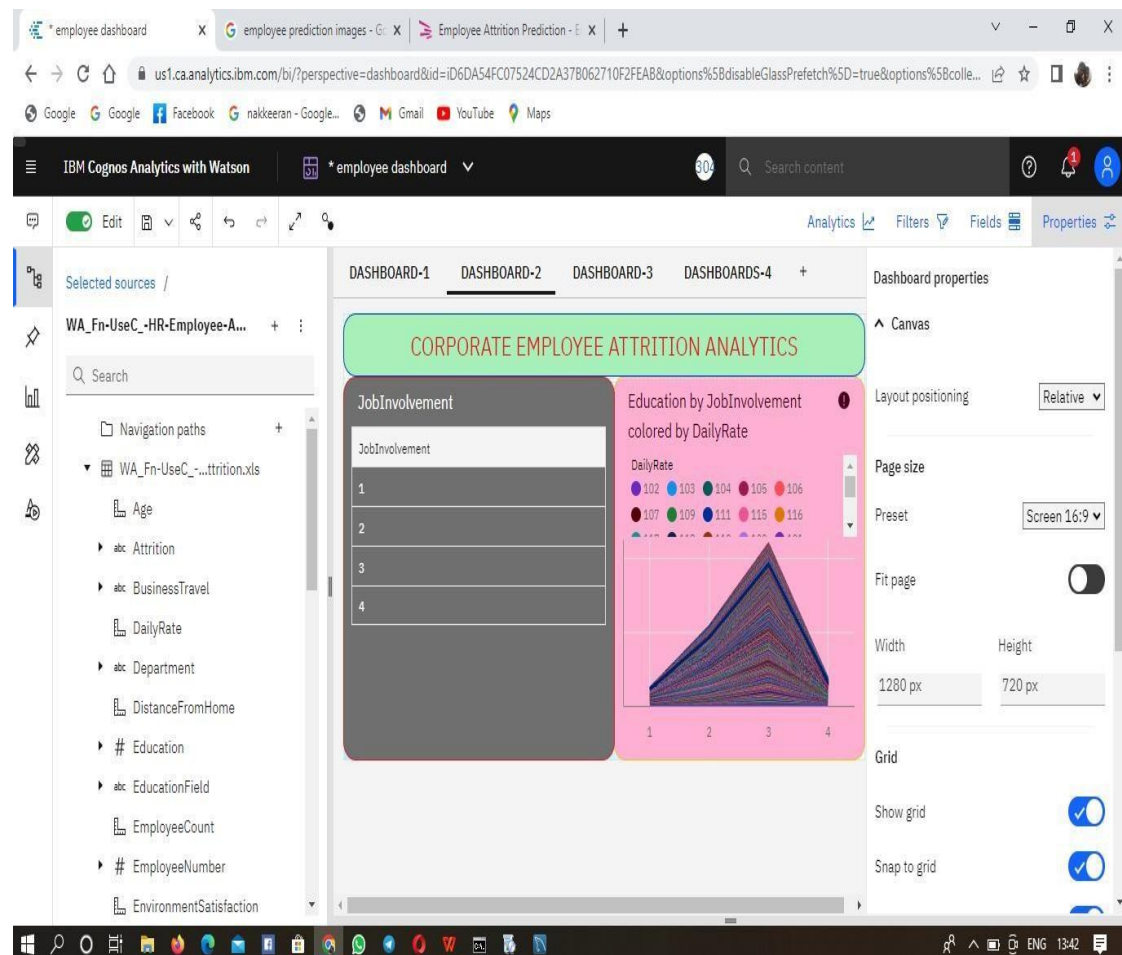 * employee dashboard
employee prediction images - Go
Employee Attrition Prediction - E
us1.ca.analytics.ibm.com/bi/?perspective=dashboard&id=iD6DA54FC07524CD2A37B062710F2FEAB&options%5BdisableGlassPrefetch%5D=true&options%5Bcolle...
Google Google Facebook nakkeeran - Google... Gmail YouTube Maps
IBM Cognos Analytics with Watson * employee dashboard 304 Search content 1
Edit Analytics Filters Fields Properties
Selected sources /
WA_Fn-UseC_-HR-Employee-A...
Search
Navigation paths
WA_Fn-UseC_-...ttrition.xls
Age
abc Attrition
abc BusinessTravel
DailyRate
abc Department
DistanceFromHome
# Education
abc EducationField
EmployeeCount
# EmployeeNumber
EnvironmentSatisfaction
DASHBOARD-1 DASHBOARD-2 DASHBOARD-3 DASHBOARDS-4 +
CORPORATE EMPLOYEE ATTRITION ANALYTICS
JobInvolvement
JobInvolvement
1
2
3
4
Education by JobInvolvement
colored by DailyRate
DailyRate
102 103 104 105 106
107 109 111 115 116
1 2 3 4
Dashboard properties
Canvas
Layout positioning Relative
Page size
Preset Screen 16:9
Fit page
Width Height
1280 px 720 px
Grid
Show grid
Snap to grid
ENG 13:42